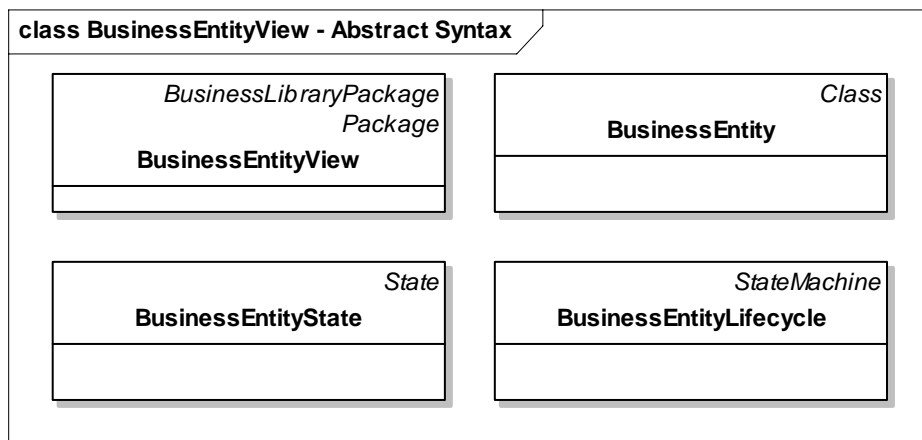 class BusinessEntityView - Abstract Syntax
BusinessLibraryPackage
Package
BusinessEntityView
Class
BusinessEntity
State
BusinessEntityState
StateMachine
BusinessEntityLifecycle